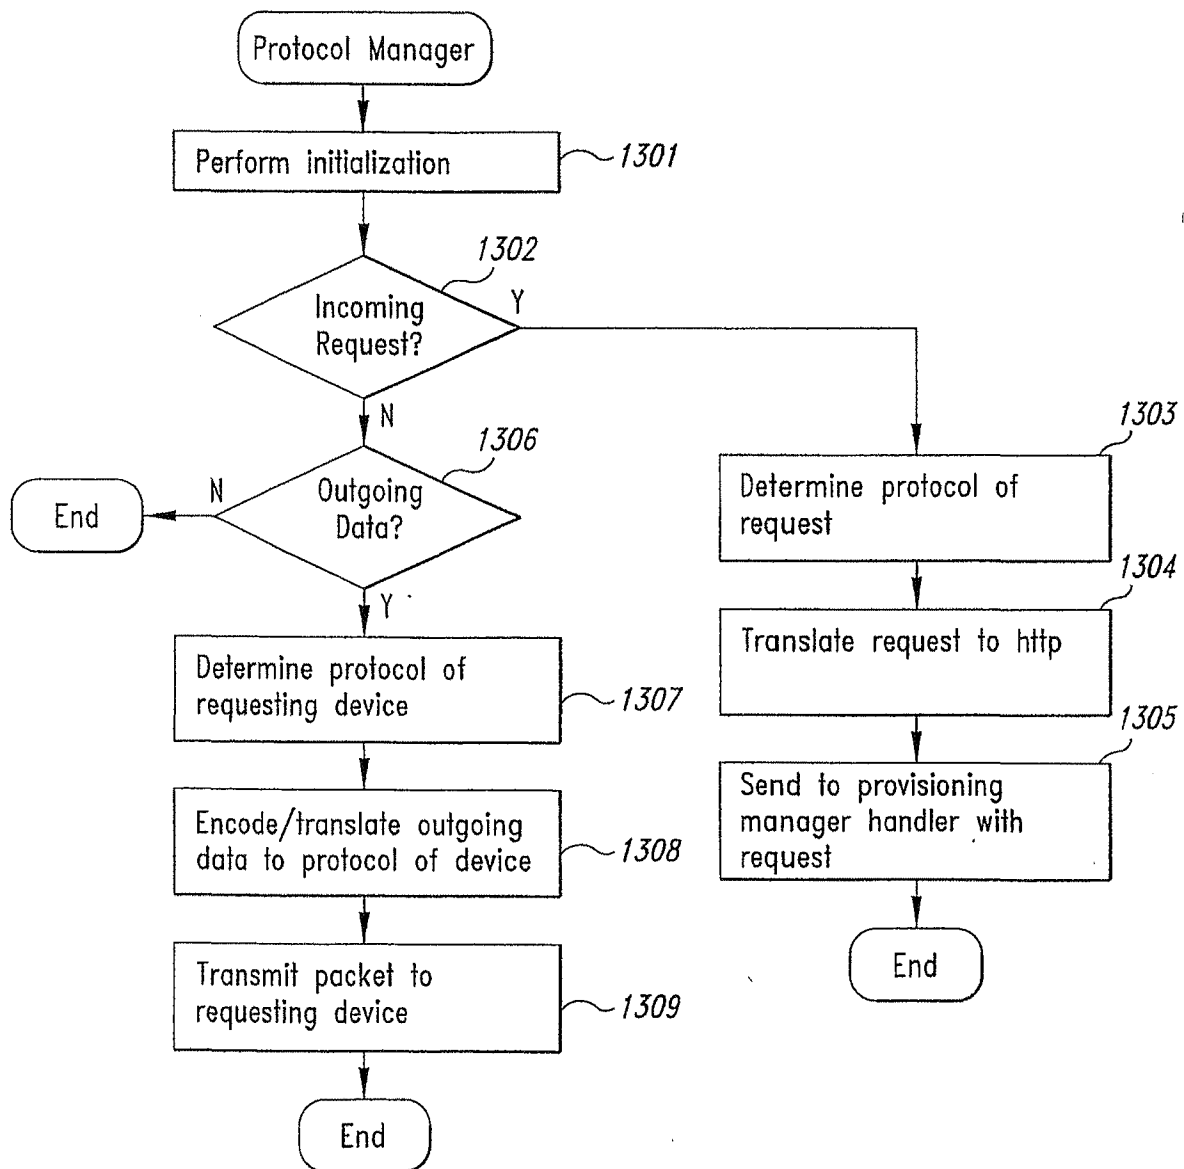 Protocol Manager
Perform initialization
1301
1302
Incoming
Request?
Y
N
1306
Outgoing
Data?
N
End
Y
Determine protocol of
requesting device
1307
Encode/translate outgoing
data to protocol of device
1308
Transmit packet to
requesting device
1309
End
1303
Determine protocol of
request
1304
Translate request to http
1305
Send to provisioning
manager handler with
request
End